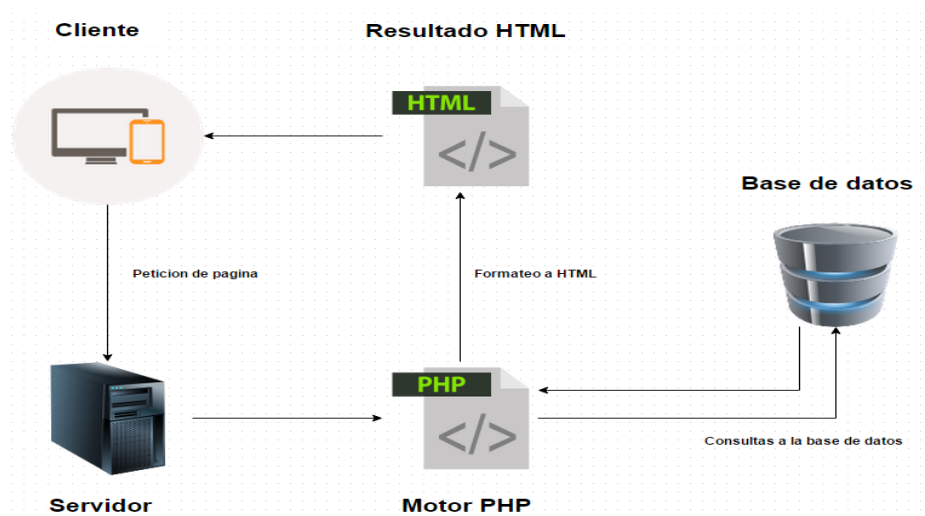 Cliente
Resultado HTML
HTML
</>
Base de datos
Peticion de pagina
Formateo a HTML
PHP
</>
Consultas a la base de datos
Servidor
Motor PHP